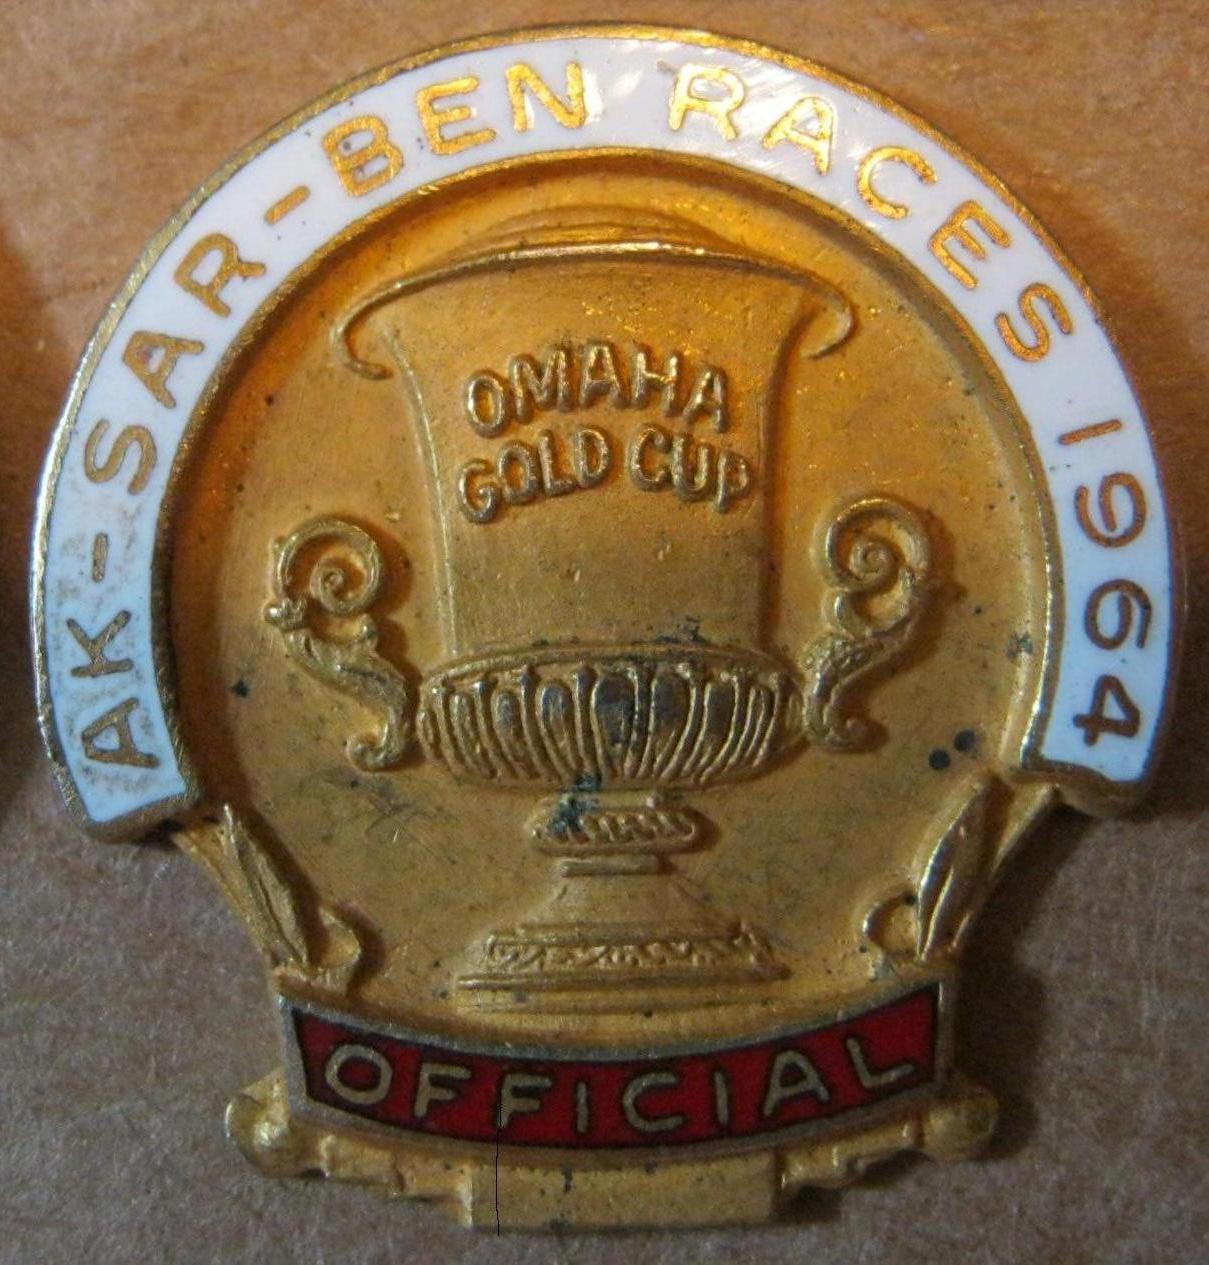 AK-SAR-BEN RACES 1964
OMAHA
GOLD CUP
OFFICIAL